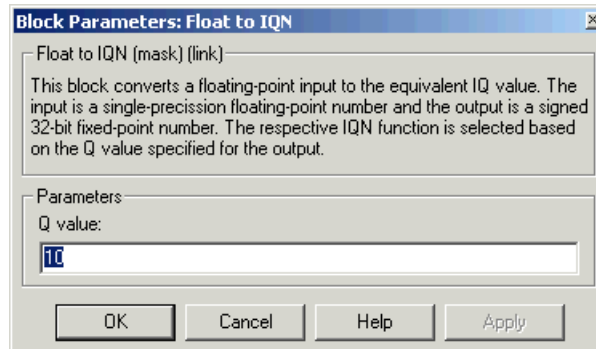 Block Parameters: Float to IQN
Float to IQN (mask) (link)
This block converts a floating-point input to the equivalent IQ value. The
input is a single-precission floating-point number and the output is a signed
32-bit fixed-point number. The respective IQN function is selected based
on the Q value specified for the output.
Parameters
Q value:
10
OK Cancel Help Apply